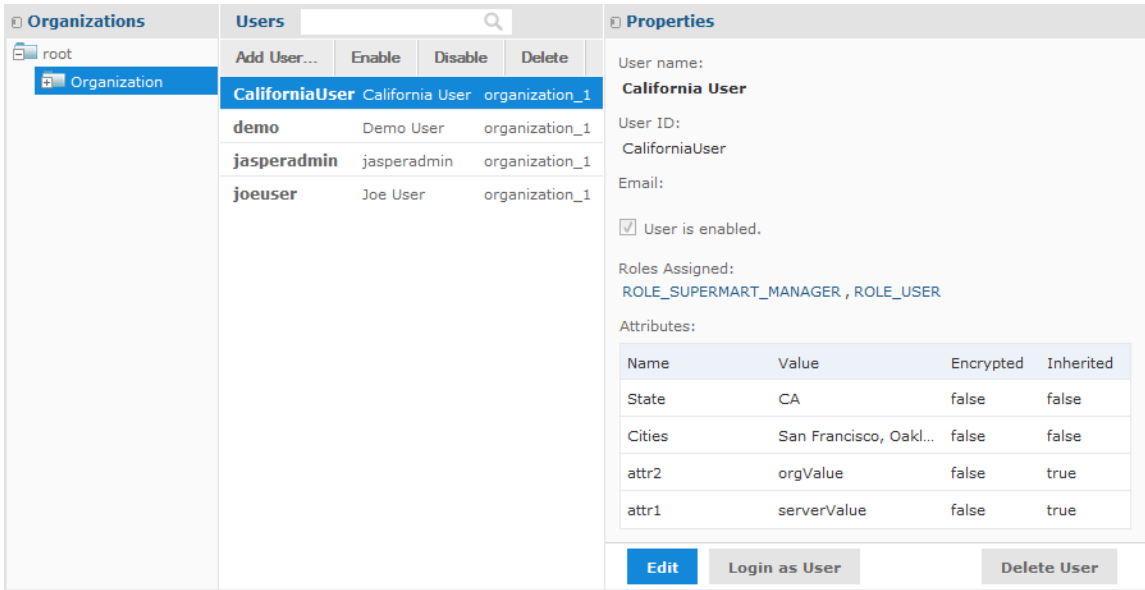 Organizations
root
Organization
Users
Add User... Enable Disable Delete
CaliforniaUser California User organization_1
demo Demo User organization_1
jasperadmin jasperadmin organization_1
joeuser Joe User organization_1
Properties
User name:
California User
User ID:
CaliforniaUser
Email:
User is enabled.
Roles Assigned:
ROLE_SUPERMART_MANAGER , ROLE_USER
Attributes:
Name Value Encrypted Inherited
State CA false false
Cities San Francisco, Oakl... false false
attr2 orgValue false true
attr1 serverValue false true
Edit Login as User Delete User